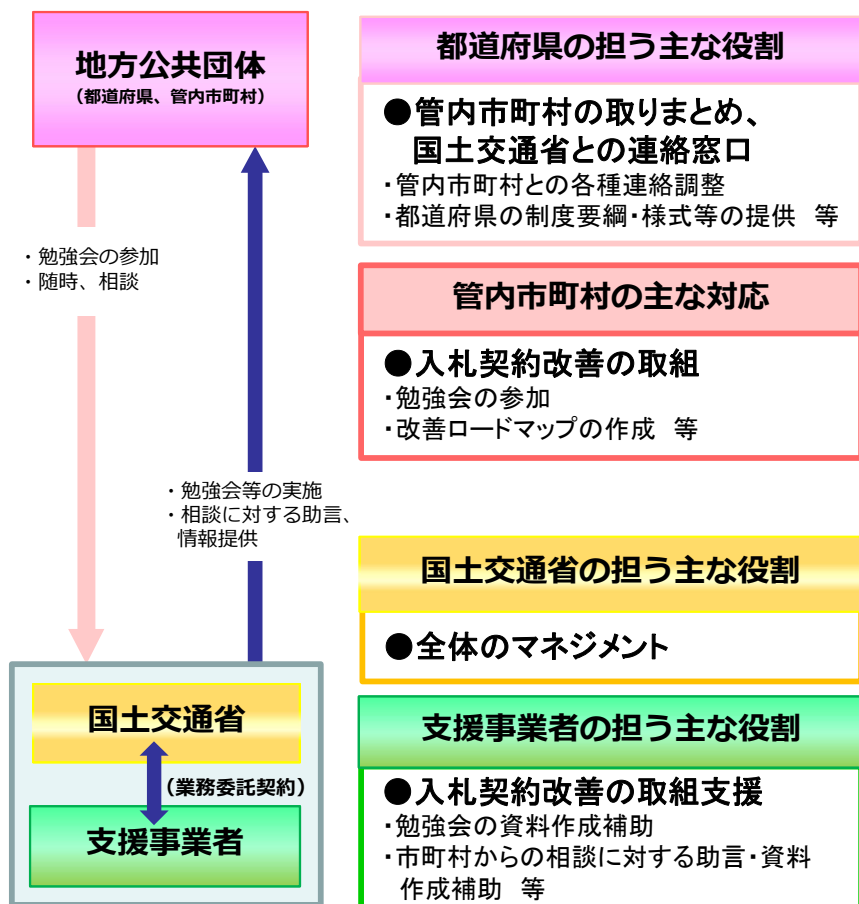 地方公共団体
（都道府県、管内市町村）
・勉強会の参加
・随時、相談
・勉強会等の実施
・相談に対する助言、
情報提供
国土交通省
（業務委託契約）
支援事業者
都道府県の担う主な役割
●管内市町村の取りまとめ、
国土交通省との連絡窓口
・管内市町村との各種連絡調整
・都道府県の制度要綱・様式等の提供　等
管内市町村の主な対応
●入札契約改善の取組
・勉強会の参加
・改善ロードマップの作成　等
国土交通省の担う主な役割
●全体のマネジメント
支援事業者の担う主な役割
●入札契約改善の取組支援
・勉強会の資料作成補助
・市町村からの相談に対する助言・資料
作成補助　等